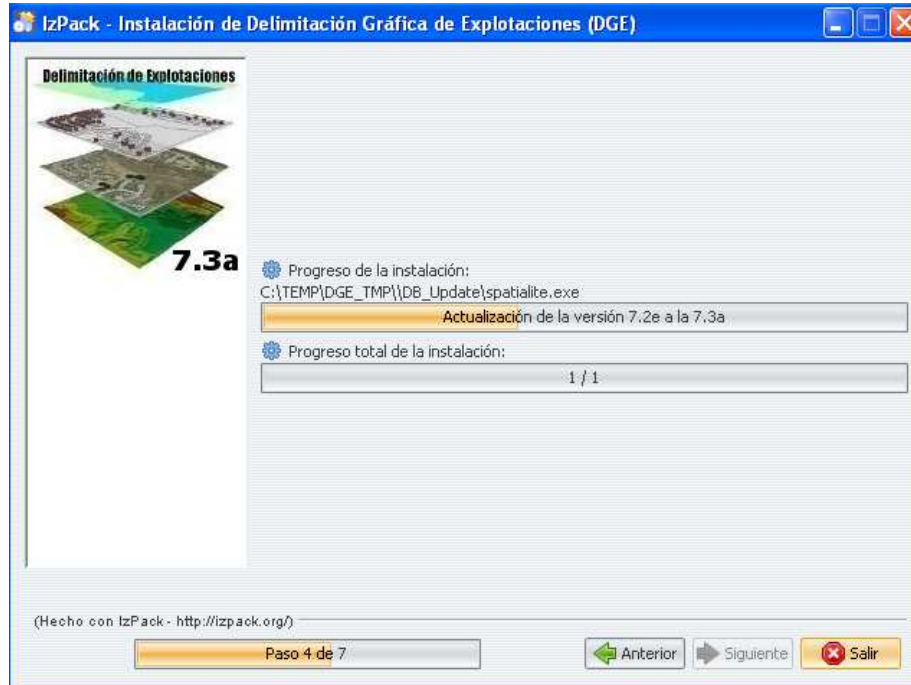 IzPack - Instalación de Delimitación Gráfica de Explotaciones (DGE)
Delimitación de Explotaciones
7.3a
Progreso de la instalación:
C:\TEMP\DGE_TMP\\DB_Update\spatialite.exe
Actualización de la versión 7.2e a la 7.3a
Progreso total de la instalación:
1 / 1
(Hecho con IzPack - http://izpack.org/)
Paso 4 de 7
Anterior
Siguiente
Salir